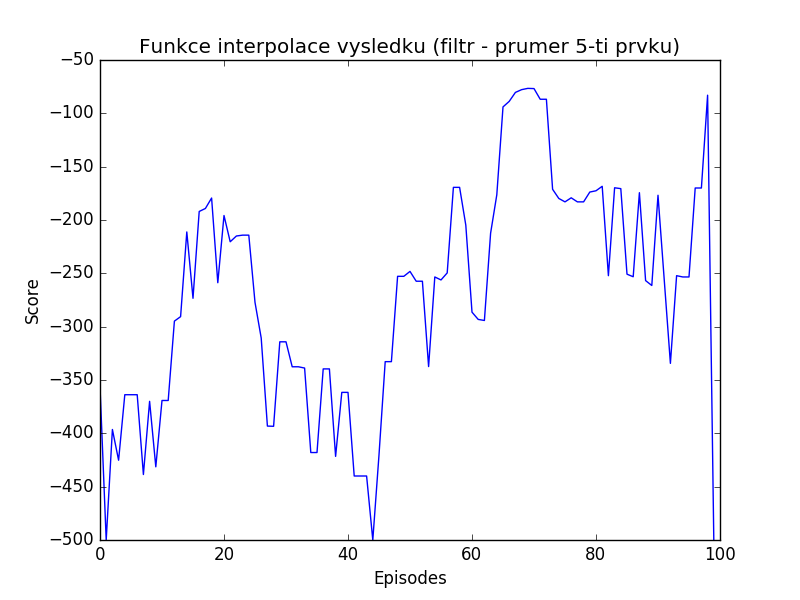 Funkce interpolace vysledku (filtr - prumer 5-ti prvku)
−50
−100
−150
−200
−250
−300
−350
−400
−450
−500
Score
0 20 40 60 80 100
Episodes